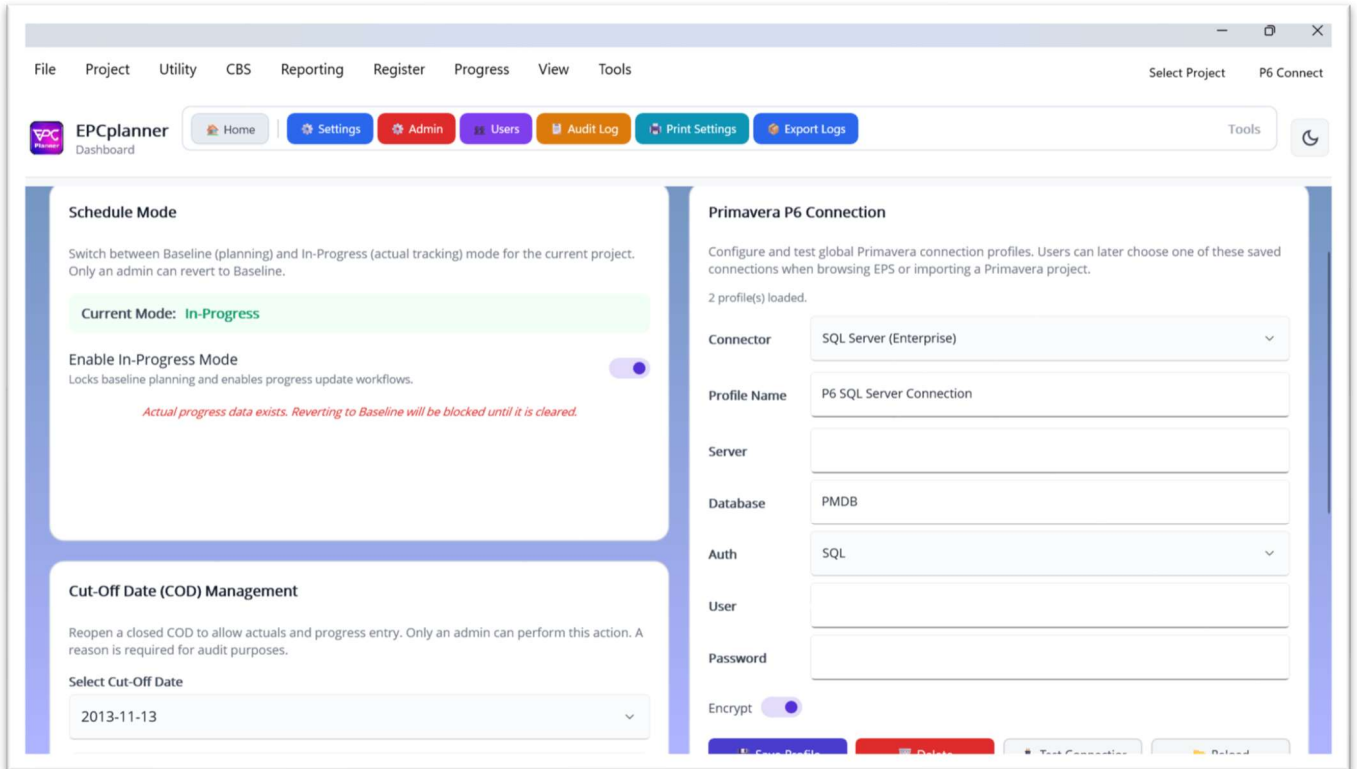 File Project Utility CBS Reporting Register Progress View Tools Select Project P6 Connect
EPC
Planner
EPCplanner
Dashboard
Home Settings Admin Users Audit Log Print Settings Export Logs Tools
Schedule Mode
Switch between Baseline (planning) and In-Progress (actual tracking) mode for the current project.
Only an admin can revert to Baseline.
Current Mode: In-Progress
Enable In-Progress Mode
Locks baseline planning and enables progress update workflows.
Actual progress data exists. Reverting to Baseline will be blocked until it is cleared.
Cut-Off Date (COD) Management
Reopen a closed COD to allow actuals and progress entry. Only an admin can perform this action. A
reason is required for audit purposes.
Select Cut-Off Date
2013-11-13
Primavera P6 Connection
Configure and test global Primavera connection profiles. Users can later choose one of these saved
connections when browsing EPS or importing a Primavera project.
2 profile(s) loaded.
Connector SQL Server (Enterprise)
Profile Name P6 SQL Server Connection
Server
Database PMDB
Auth SQL
User
Password
Encrypt
Save Profile Delete Test Connection Reload